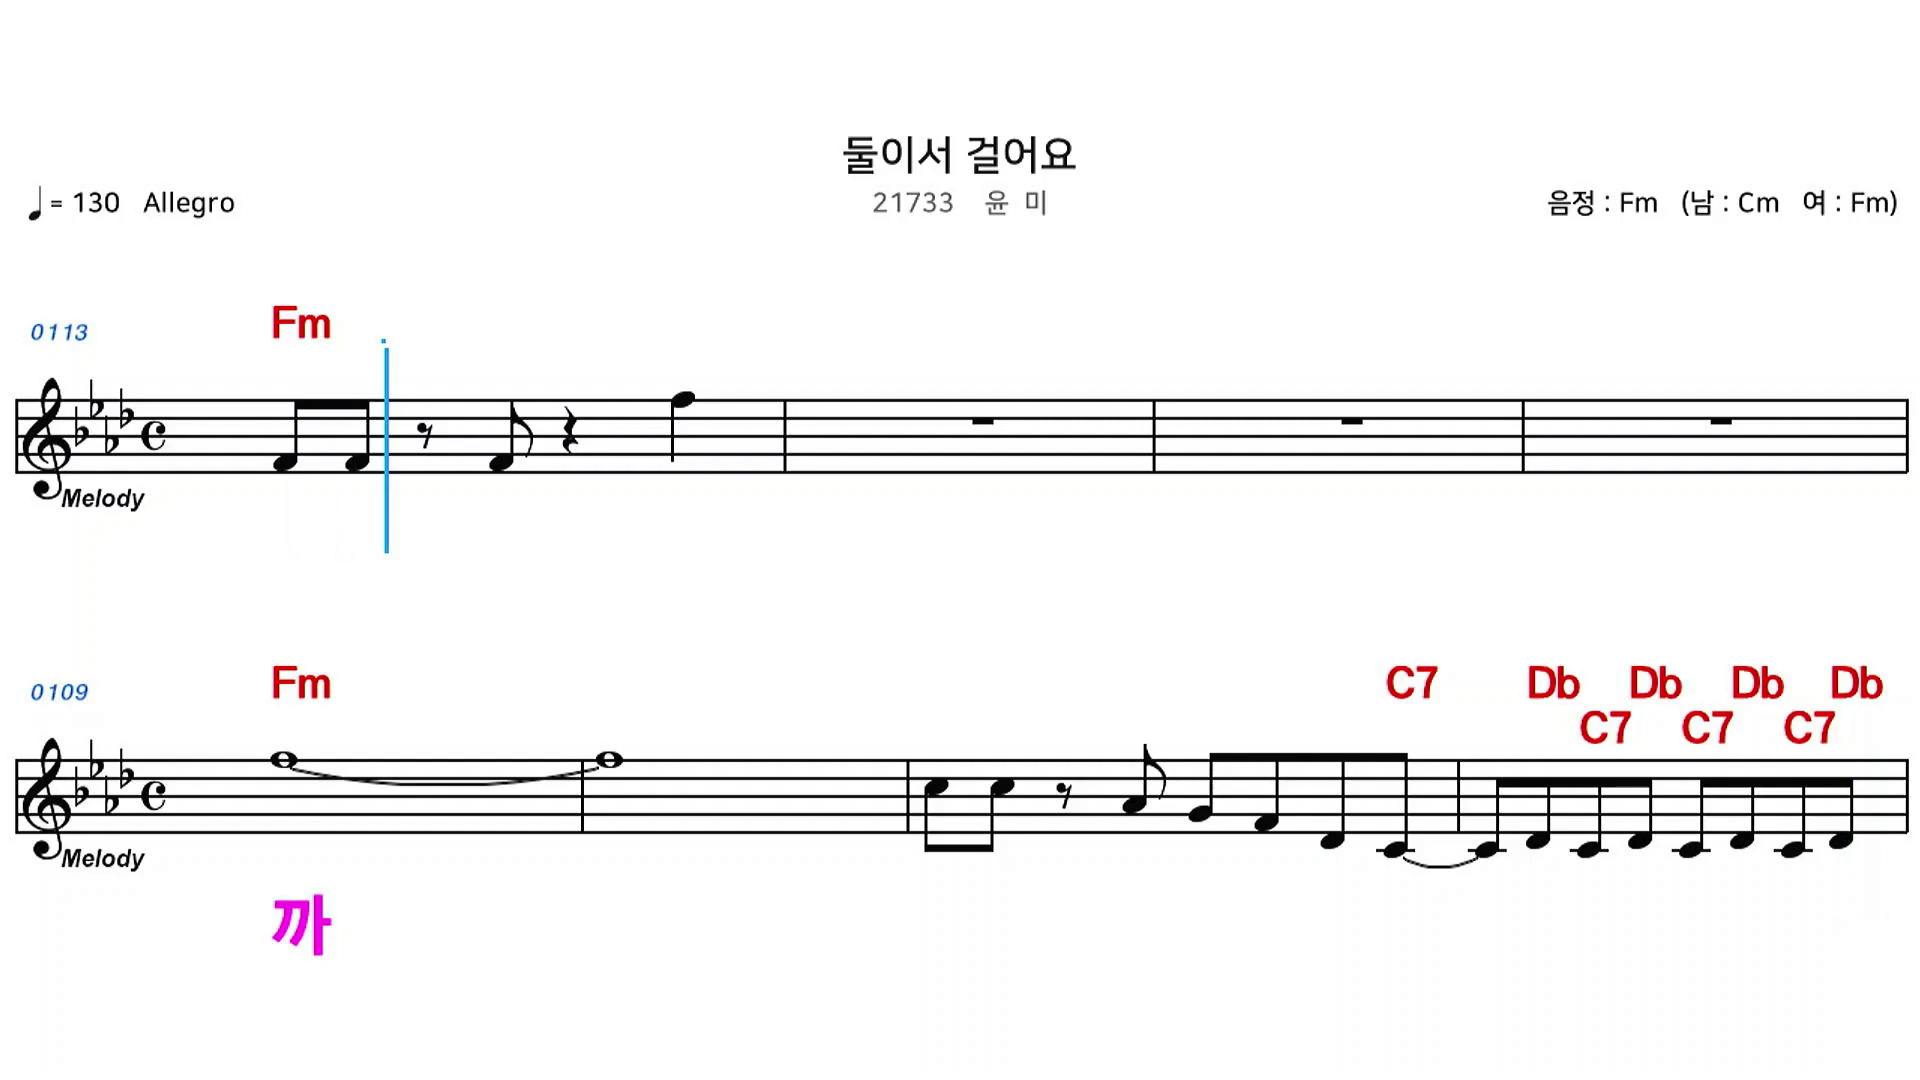 둘이서 걸어요
♩= 130 Allegro
21733 윤 미
음정 : Fm (남 : Cm 여 : Fm)
0113
Fm
Melody
0109
Fm C7 Db Db Db Db
C7 C7 C7
Melody
까